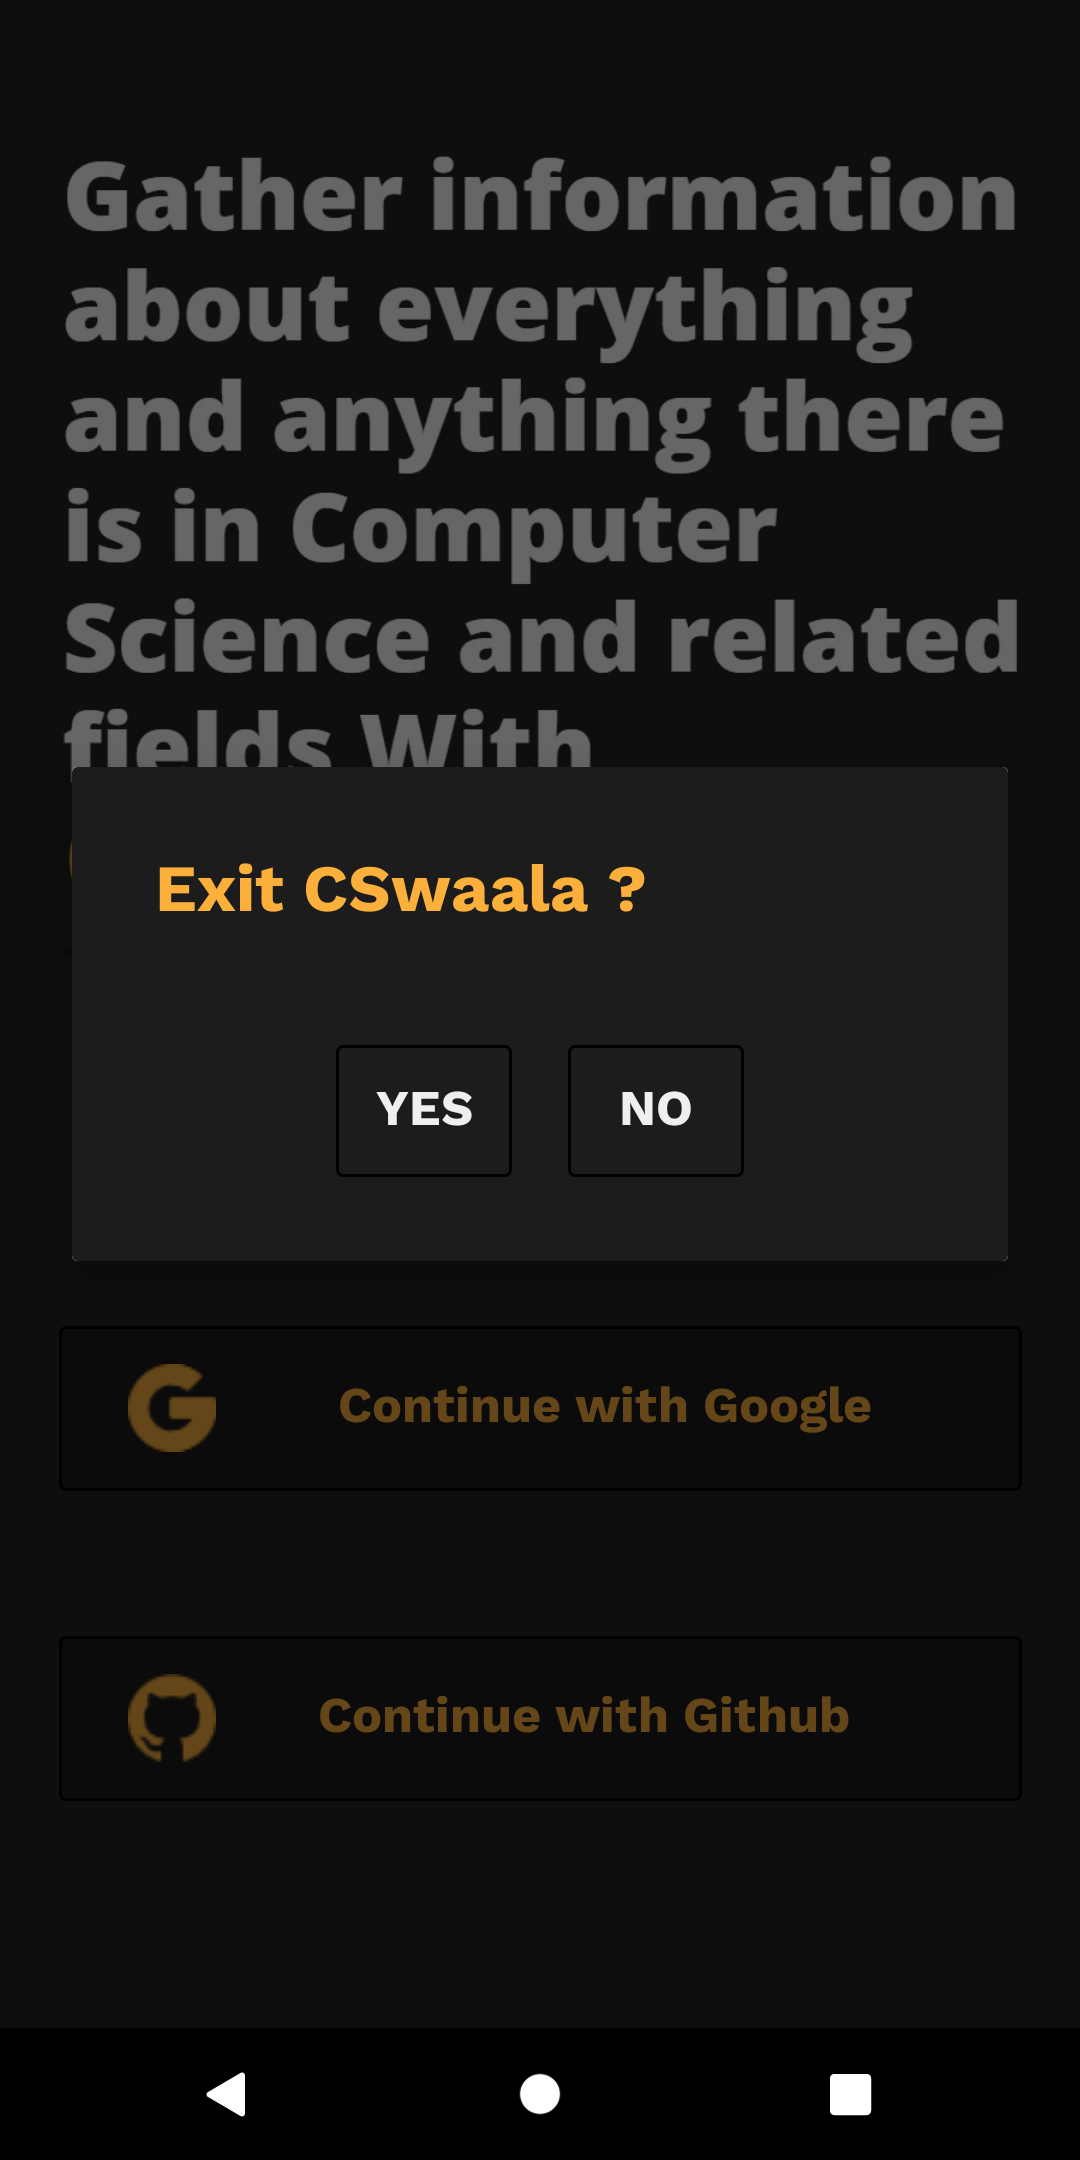 Gather information
about everything
and anything there
is in Computer
Science and related
fields With
Exit CSwaala ?
YES NO
Continue with Google
Continue with Github